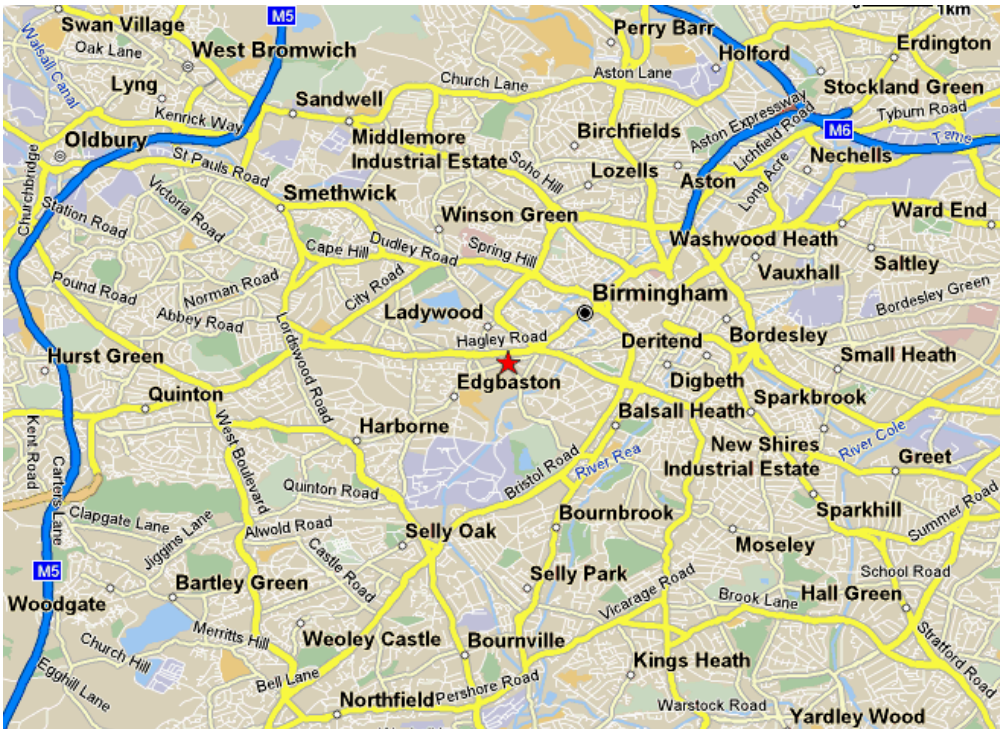 M5
1km
Swan Village
Perry Barr
Erdington
Holford
Oak Lane
West Bromwich
Aston Lane
Walsall Canal
Lyng
Church Lane
Stockland Green
Sandwell
Tyburn Road
Kenrick Way
Aston Expressway
Oldbury
Middlemore
Industrial Estate
Birchfields
Lichfield Road
M6
Tame
St Pauls Road
Soho Hill
Lozells
Nechells
Churchbridge
Victoria Road
Smethwick
Aston
Long Acre
Station Road
Winson Green
Ward End
Cape Hill
Dudley Road
Spring Hill
Washwood Heath
Vauxhall
Saltley
Pound Road
Norman Road
City Road
Birmingham
Bordesley Green
Abbey Road
Ladywood
Lordswood Road
Hagley Road
Deritend
Bordesley
Hurst Green
Small Heath
Edgbaston
Digbeth
Quinton
Sparkbrook
Balsall Heath
Kent Road
West Boulevard
Harborne
New Shires
Industrial Estate
River Cole
Bristol Road
River Rea
Greet
Carters Lane
Quinton Road
Clapgate Lane
Jiggins Lane
Alwold Road
Bournbrook
Sparkhill
Summer Road
Selly Oak
Castle Road
Moseley
M5
Bartley Green
Selly Park
School Road
Woodgate
Vicarage Road
Brook Lane
Hall Green
Church Hill
Merritts Hill
Weoley Castle
Bournville
Stratford Road
Egghill Lane
Bell Lane
Kings Heath
Northfield
Pershore Road
Warstock Road
Yardley Wood